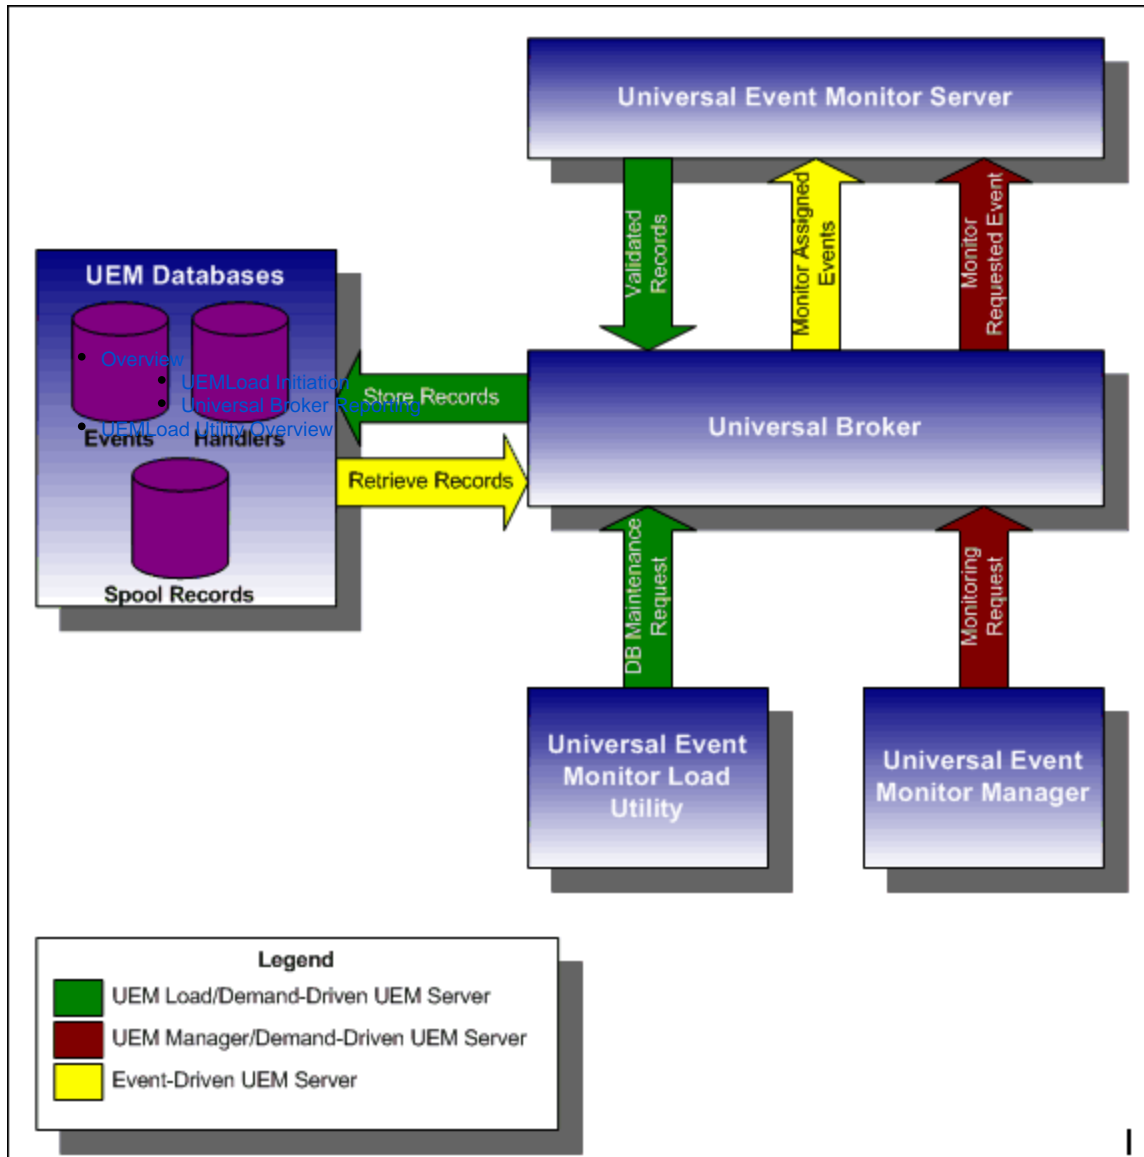 Universal Event Monitor Server
Validated
Records
Monitor Assigned
Events
Monitor
Requested Event
UEM Databases
• Overview
• UEMLoad Initiation
• Universal Broker Reporting
• UEMLoad Utility Overview
Events
Handlers
Spool Records
Store Records
Retrieve Records
Universal Broker
DB Maintenance
Request
Monitoring
Request
Universal Event
Monitor Load
Utility
Universal Event
Monitor Manager
Legend
UEM Load/Demand-Driven UEM Server
UEM Manager/Demand-Driven UEM Server
Event-Driven UEM Server
I